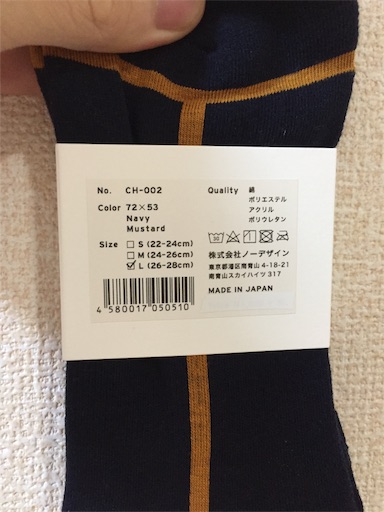 No. CH-002
Color 72×53
Navy
Mustard
Size S (22-24cm)
M (24-26cm)
L (26-28cm)
4 580017 050510
Quality 綿
ポリエステル
アクリル
ポリウレタン
株式会社ノーデザイン
東京都港区南青山4-18-21
南青山スカイハイツ317
MADE IN JAPAN